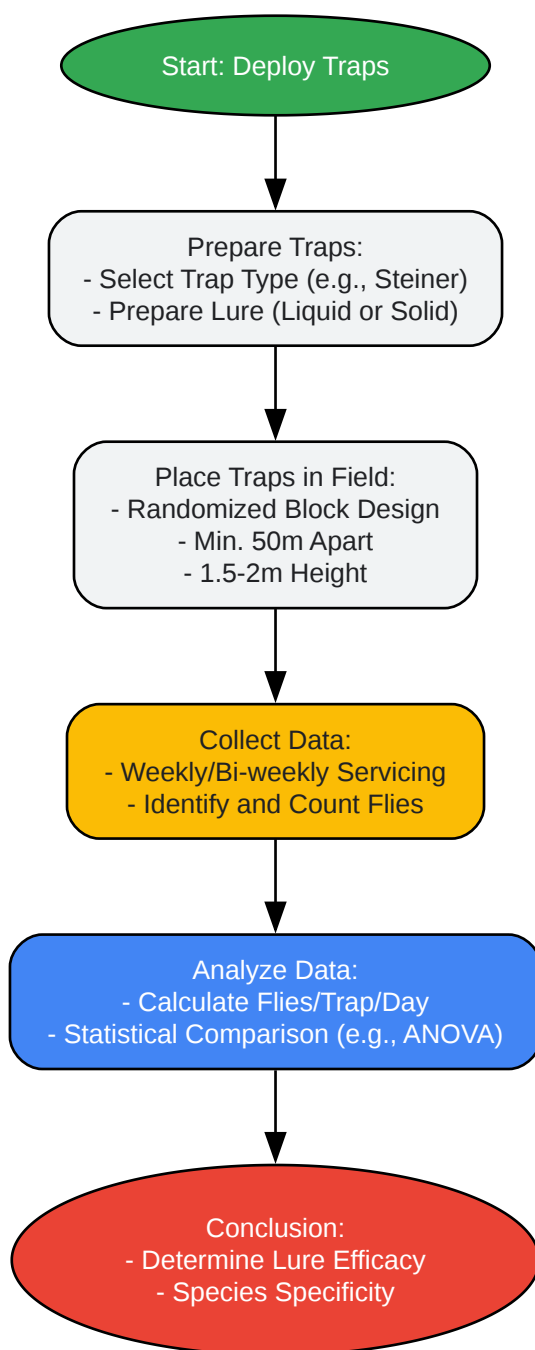 Start: Deploy Traps
Prepare Traps:
- Select Trap Type (e.g., Steiner)
- Prepare Lure (Liquid or Solid)
Place Traps in Field:
- Randomized Block Design
- Min. 50m Apart
- 1.5-2m Height
Collect Data:
- Weekly/Bi-weekly Servicing
- Identify and Count Flies
Analyze Data:
- Calculate Flies/Trap/Day
- Statistical Comparison (e.g., ANOVA)
Conclusion:
- Determine Lure Efficacy
- Species Specificity